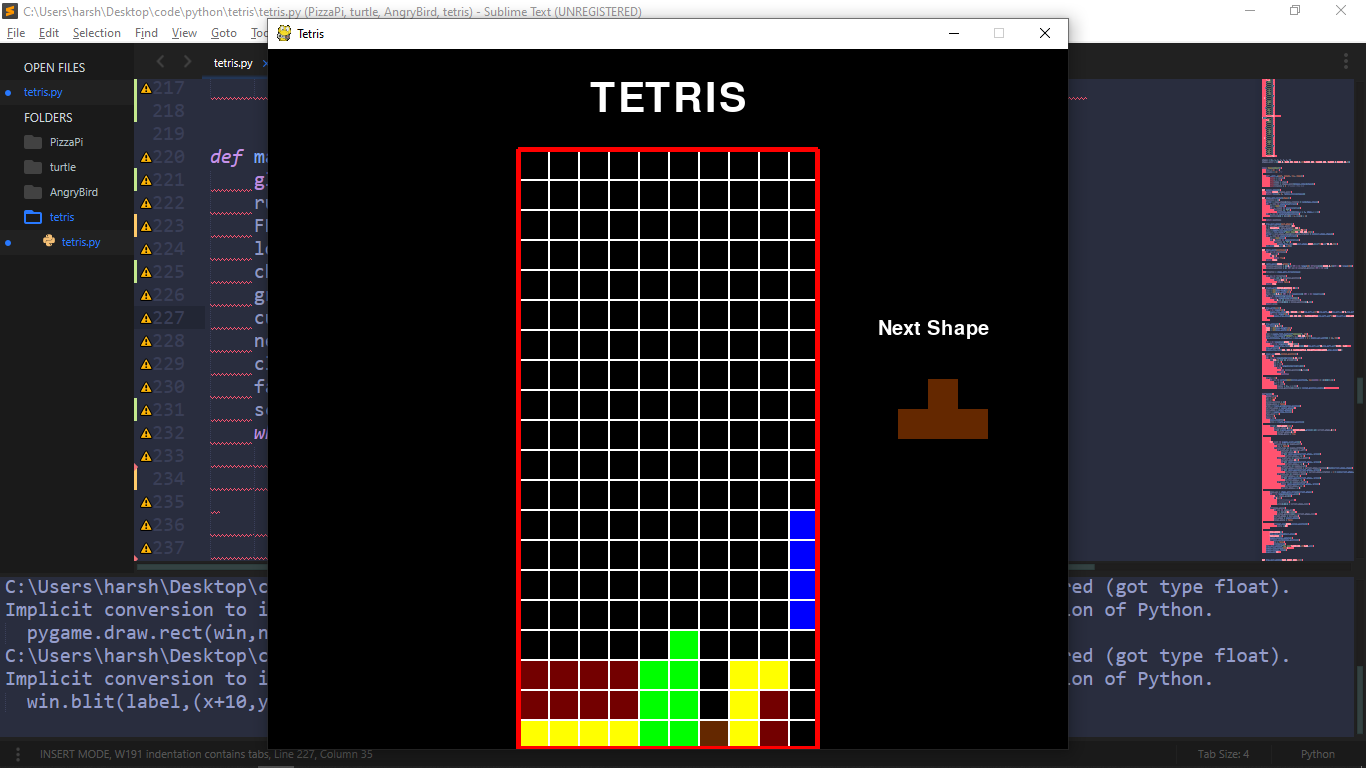 C:\Users\harsh\Desktop\code\python\tetris\tetris.py (PizzaPi, turtle, AngryBird, tetris) - Sublime Text (UNREGISTERED)
File Edit Selection Find View Goto
Tetris
OPEN FILES
tetris.py
FOLDERS
PizzaPi
turtle
AngryBird
tetris
tetris.py
tetris.py
217
218
219
220 def
221
222
223
224
225
226
227
228
229
230
231
232
233
234
235
236
237
TETRIS
Next Shape
C:\Users\harsh\Desktop\c
red (got type float).
Implicit conversion to i
on of Python.
pygame.draw.rect(win,n
C:\Users\harsh\Desktop\c
red (got type float).
Implicit conversion to i
on of Python.
win.blit(label,(x+10,y
INSERT MODE, W191 indentation contains tabs, Line 227, Column 35
Tab Size: 4
Python